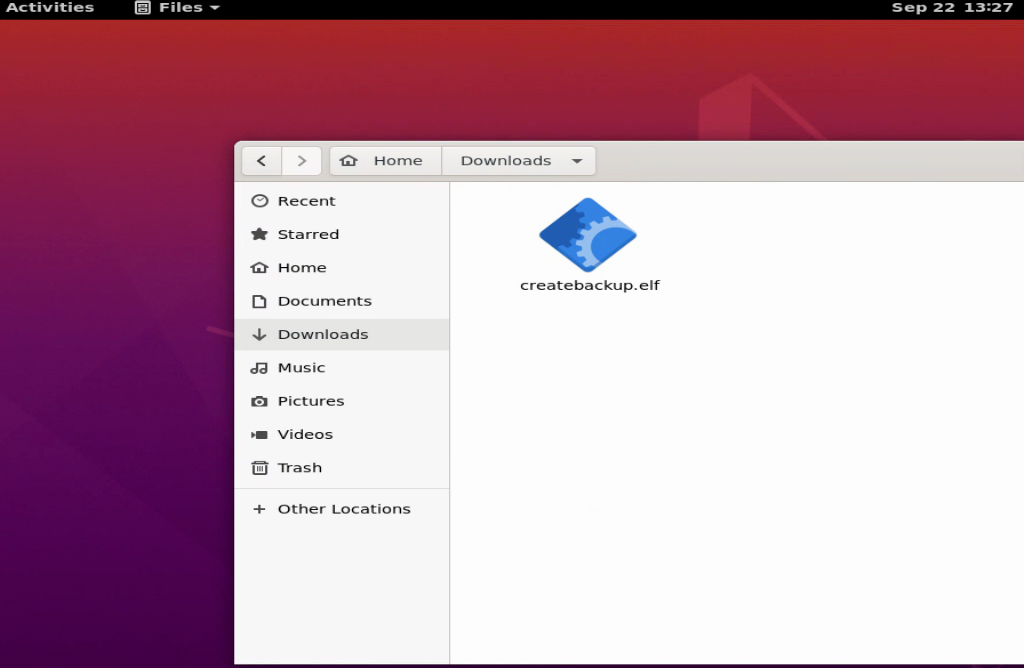 Activities Files Sep 22 13:27
Home Downloads
Recent
Starred
createbackup.elf
Home
Documents
Downloads
Music
Pictures
Videos
Trash
+ Other Locations